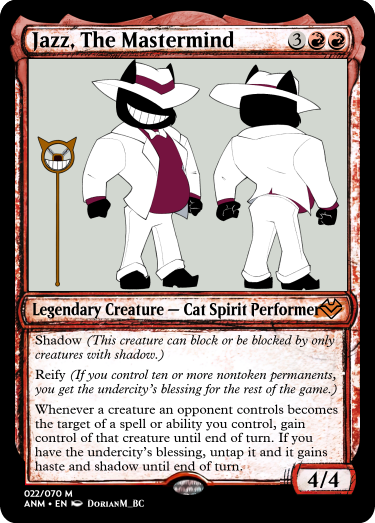 Jazz, The Mastermind 3
Legendary Creature — Cat Spirit Performer
Shadow (This creature can block or be blocked by only
creatures with shadow.)
Reify (If you control ten or more nontoken permanents,
you get the undercity's blessing for the rest of the game.)
Whenever a creature an opponent controls becomes
the target of a spell or ability you control, gain
control of that creature until end of turn. If you
have the undercity's blessing, untap it and it gains
haste and shadow until end of turn.
4/4
022/070 M
ANM • EN DorianM_BC